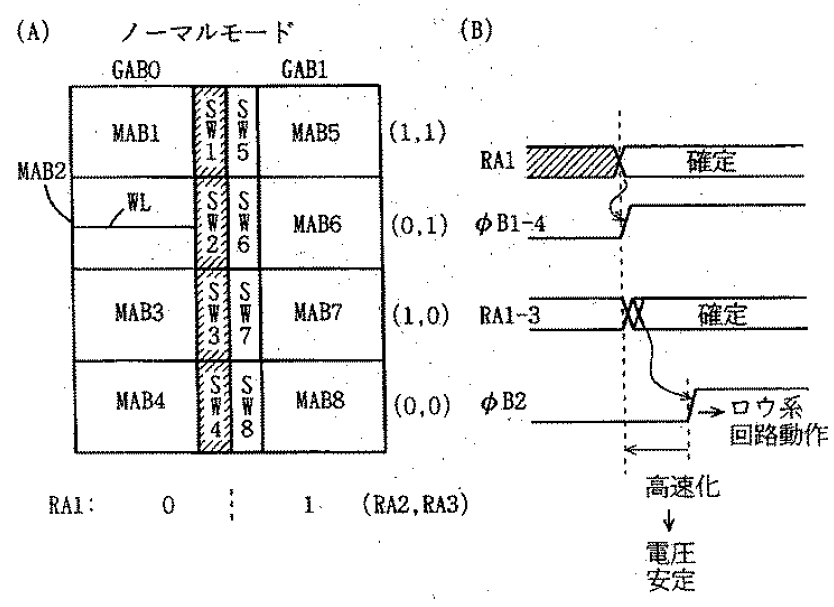 (A) ノーマルモード
GAB0 GAB1
MAB1 SW1 SW5 MAB5 (1,1)
MAB2
WL SW2 SW6 MAB6 (0,1)
MAB3 SW3 SW7 MAB7 (1,0)
MAB4 SW4 SW8 MAB8 (0,0)
RA1: 0 1 (RA2,RA3)
(B)
RA1 確定
φB1-4
RA1-3 確定
φB2
ロウ系
回路動作
高速化
↓
電圧
安定